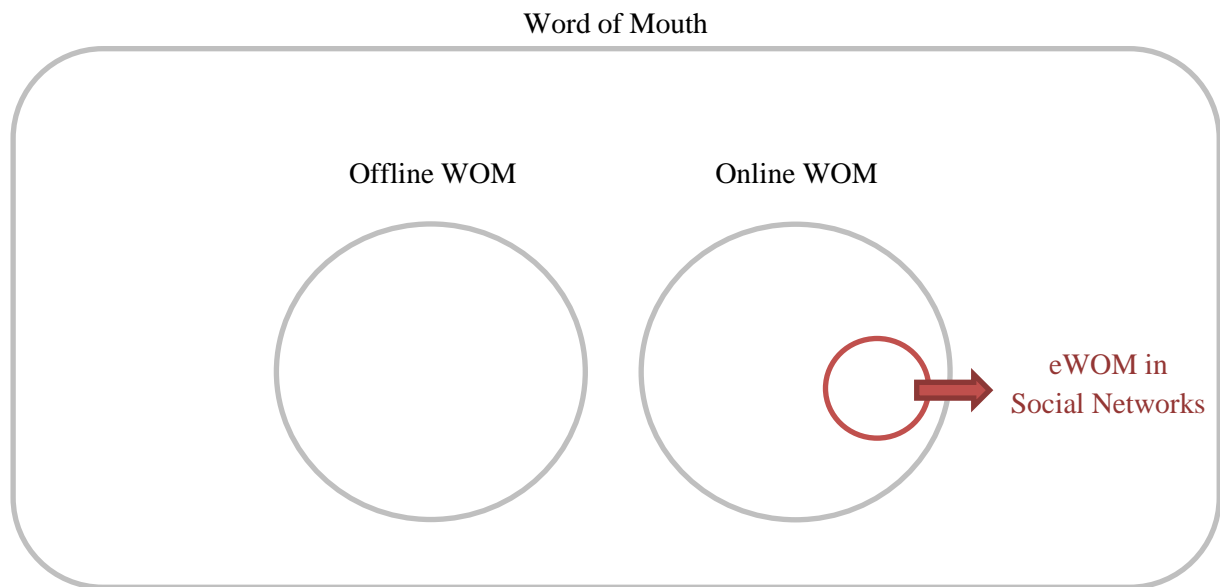 Word of Mouth
Offline WOM
Online WOM
eWOM in
Social Networks